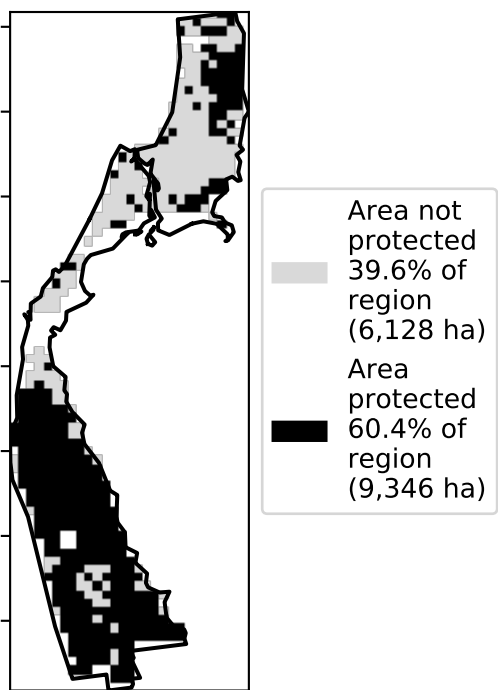 Area not
protected
39.6% of
region
(6,128 ha)
Area
protected
60.4% of
region
(9,346 ha)